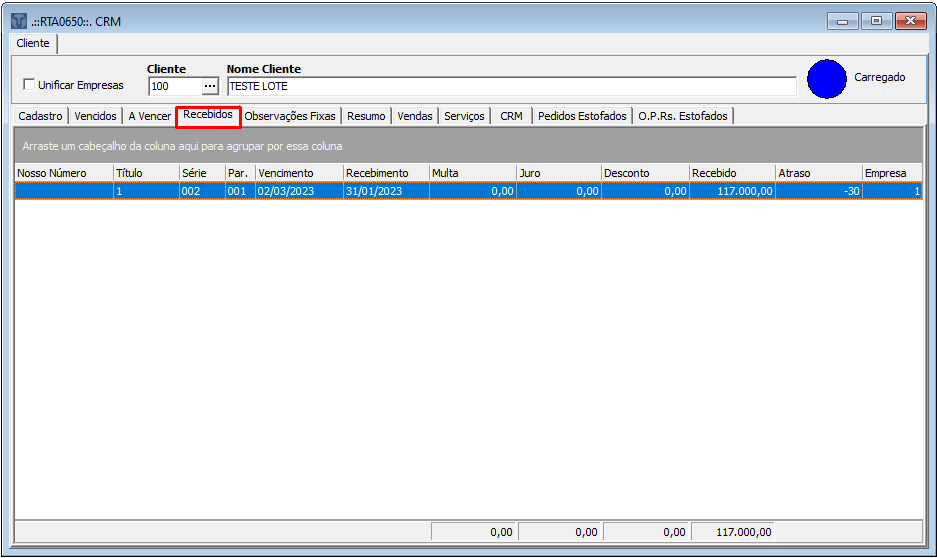 .::RTA0650::. CRM
Cliente
Unificar Empresas
Cliente
100
...
Nome Cliente
TESTE LOTE
Carregado
Cadastro Vencidos A Vencer Recebidos Observações Fixas Resumo Vendas Serviços CRM Pedidos Estofados O.P.Rs. Estofados
Arraste um cabeçalho da coluna aqui para agrupar por essa coluna
Nosso Número Título Série Par. Vencimento Recebimento Multa Juro Desconto Recebido Atraso Empresa
1 002 001 02/03/2023 31/01/2023 0,00 0,00 0,00 117.000,00 -30 1
0,00 0,00 0,00 117.000,00